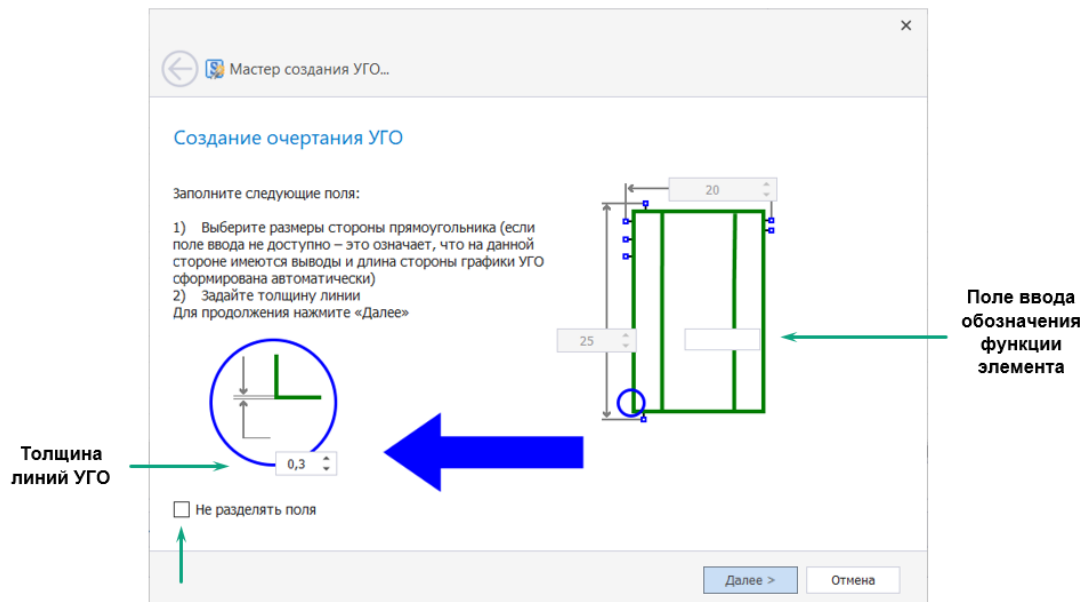 Мастер создания УГО...
Создание очертания УГО
Заполните следующие поля:
1) Выберите размеры стороны прямоугольника (если
поле ввода не доступно – это означает, что на данной
стороне имеются выводы и длина стороны графики УГО
сформирована автоматически)
2) Задайте толщину линии
Для продолжения нажмите «Далее»
20
25
Поле ввода
обозначения
функции
элемента
Толщина
линий УГО
0,3
Не разделять поля
Далее >
Отмена